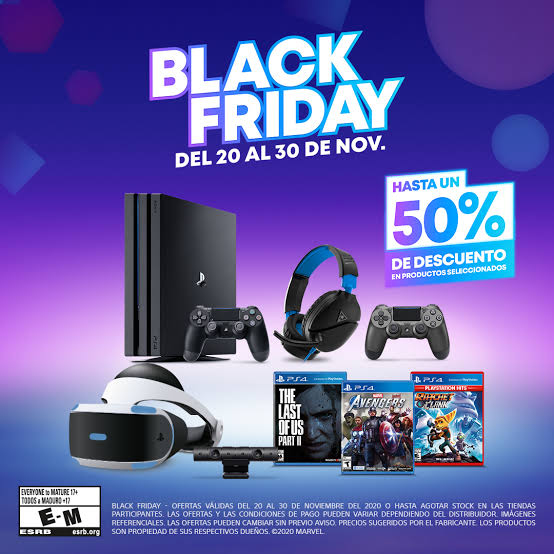 BLACK
FRIDAY
DEL 20 AL 30 DE NOV.
HASTA UN
50%
DE DESCUENTO
EN PRODUCTOS SELECCIONADOS
PS4
THE
LAST
OF US
PART II
PS4
MARVEL
AVENGERS
PLAYSTATION HITS
PS4
RATCHET
CLANK
EVERYONE to MATURE 17+
TODOS a MADURO +17
E-M
ESRB
esrb.org
BLACK FRIDAY - OFERTAS VÁLIDAS DEL 20 AL 30 DE NOVIEMBRE DEL 2020 O HASTA AGOTAR STOCK EN LAS TIENDAS
PARTICIPANTES. LAS OFERTAS Y LAS CONDICIONES DE PAGO PUEDEN VARIAR DEPENDIENDO DEL DISTRIBUIDOR. IMÁGENES
REFERENCIALES. LAS OFERTAS PUEDEN CAMBIAR SIN PREVIO AVISO. PRECIOS SUGERIDOS POR EL FABRICANTE. LOS PRODUCTOS
SON PROPIEDAD DE SUS RESPECTIVOS DUEÑOS. ©2020 MARVEL.